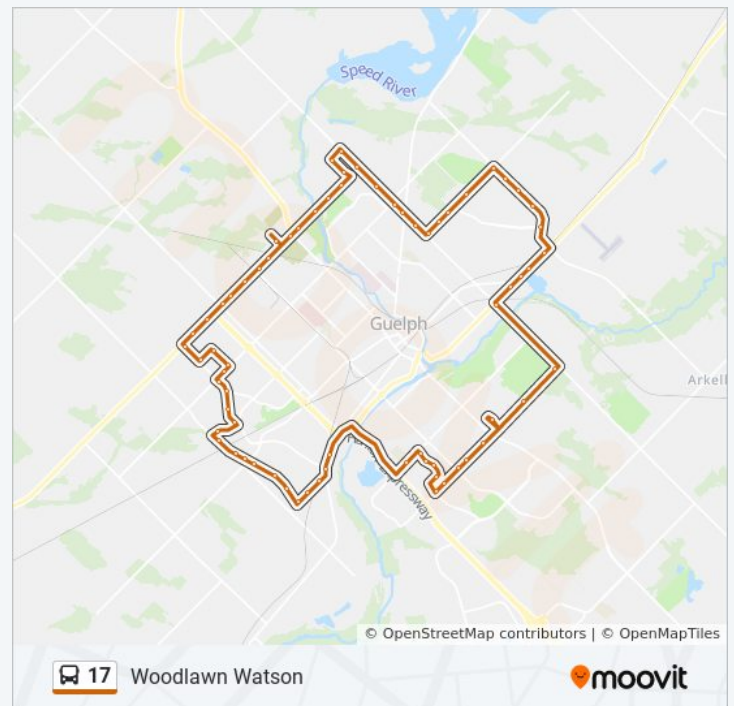 Speed River
Guelph
Arkell
Expressway
© OpenStreetMap contributors | © OpenMapTiles
17 Woodlawn Watson
moovit